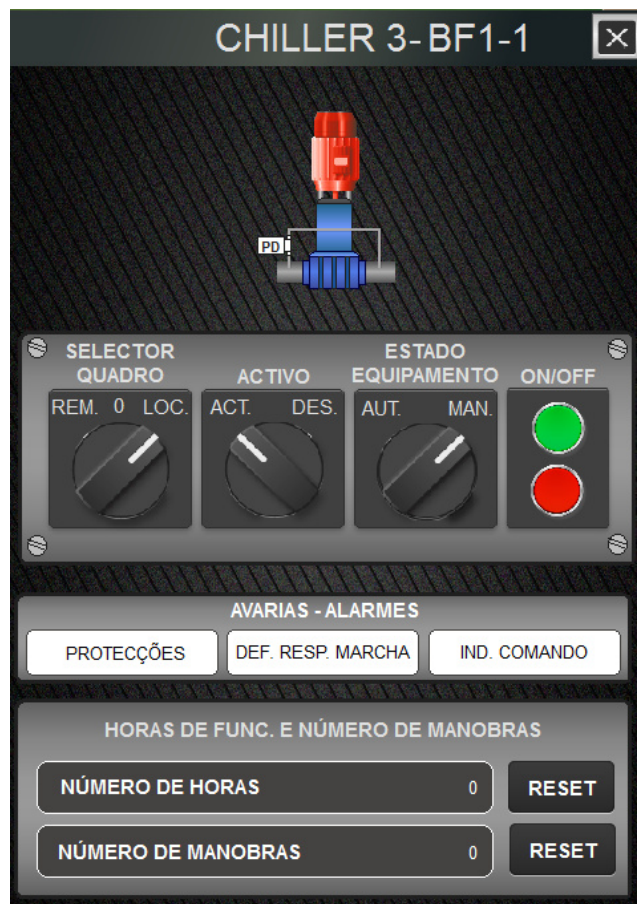 CHILLER 3- BF1-1
PD
SELECTOR QUADRO
ACTIVO
ESTADO EQUIPAMENTO
ON/OFF
REM. 0 LOC.
ACT. DES.
AUT. MAN.
AVARIAS - ALARMES
PROTECÇÕES
DEF. RESP. MARCHA
IND. COMANDO
HORAS DE FUNC. E NÚMERO DE MANOBRAS
NÚMERO DE HORAS 0 RESET
NÚMERO DE MANOBRAS 0 RESET